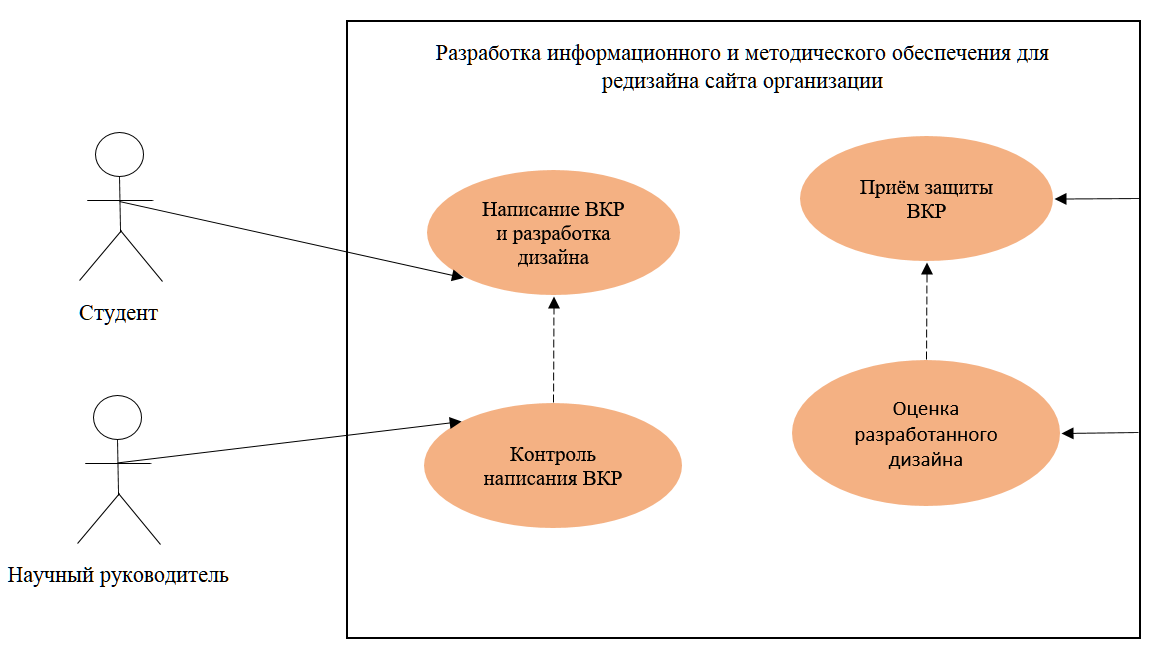 Разработка информационного и методического обеспечения для
редизайна сайта организации
Приём защиты
ВКР
Написание ВКР
и разработка
дизайна
Студент
Оценка
разработанного
дизайна
Контроль
написания ВКР
Научный руководитель